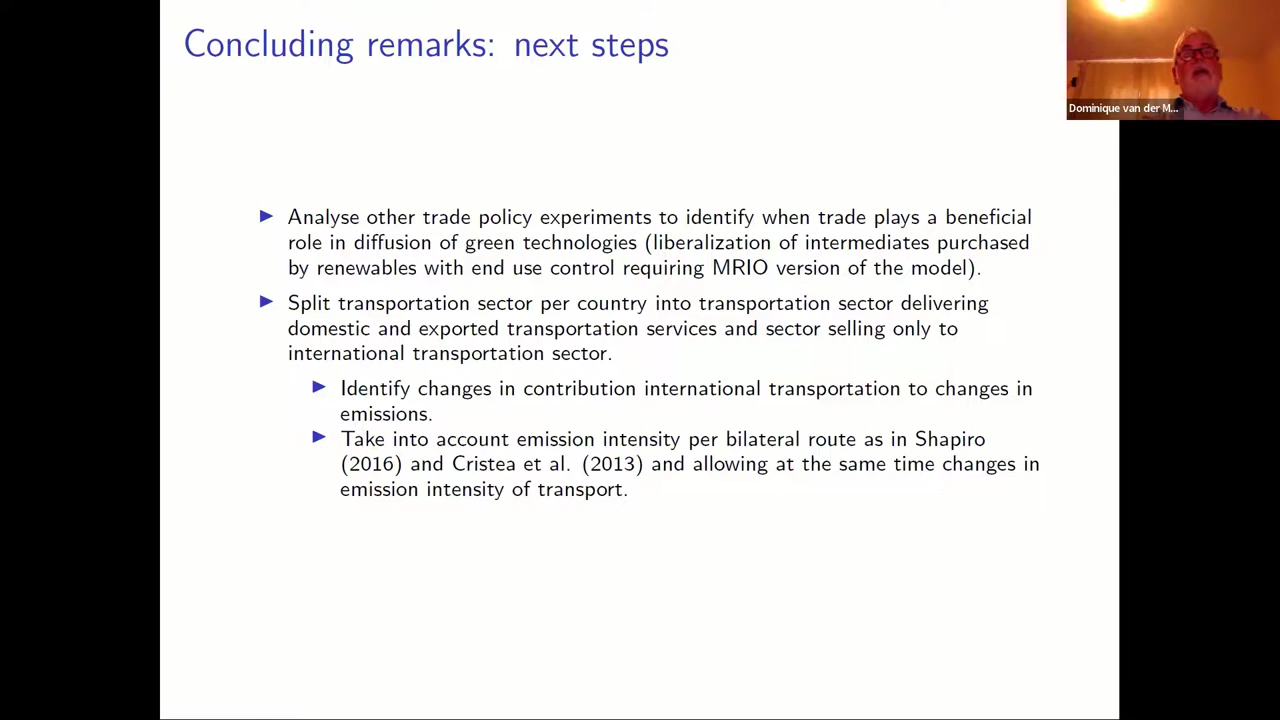 Concluding remarks: next steps
Dominique van der M...
Analyse other trade policy experiments to identify when trade plays a beneficial
role in diffusion of green technologies (liberalization of intermediates purchased
by renewables with end use control requiring MRIO version of the model).
Split transportation sector per country into transportation sector delivering
domestic and exported transportation services and sector selling only to
international transportation sector.
Identify changes in contribution international transportation to changes in
emissions.
Take into account emission intensity per bilateral route as in Shapiro
(2016) and Cristea et al. (2013) and allowing at the same time changes in
emission intensity of transport.